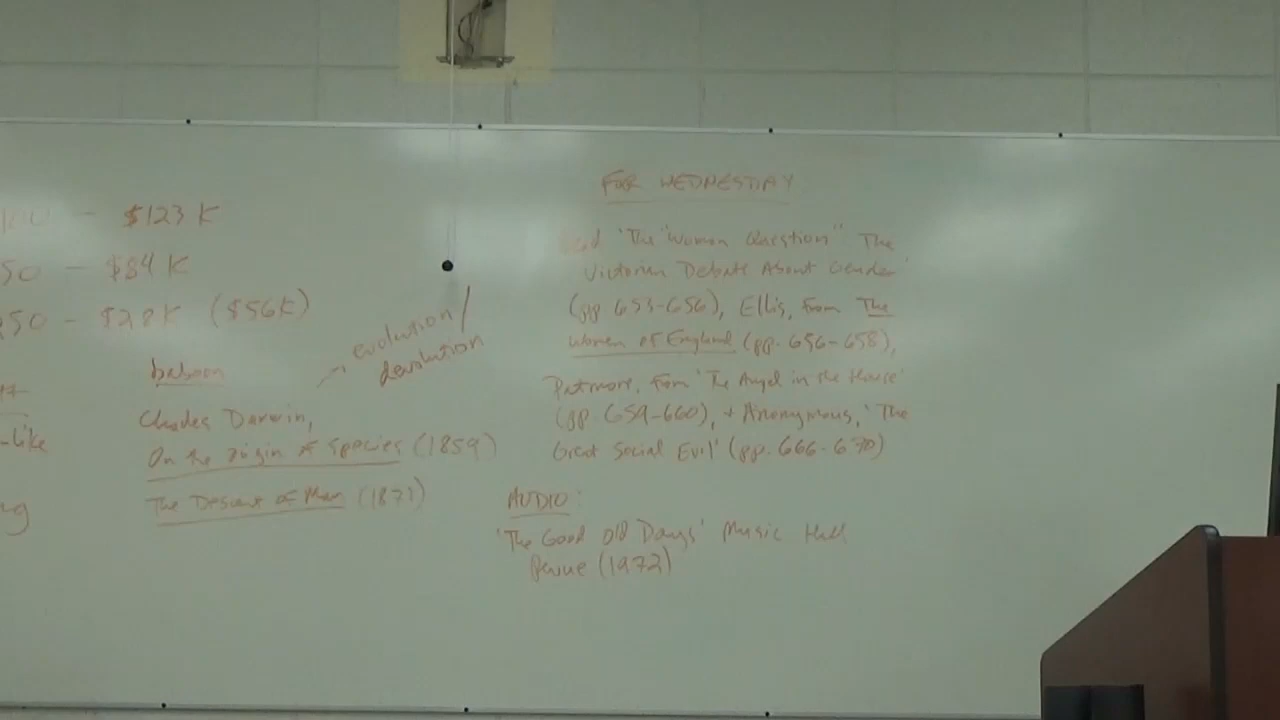 - $123 K
50 - $84 K
250 - $28K ($56K)
evolution/
devolution
baboon
Charles Darwin,
-like
On the Origin of Species (1859)
The Descent of Man (1871)
FOR WEDNESDAY
'The "Woman Question" The
Victorian Debate About Gender'
(pp 653-656), Ellis, from The
Women of England (pp. 656-658),
Patmore, from 'The Angel in the House'
(pp. 659-660), + Anonymous, 'The
Great Social Evil' (pp. 666-670)
AUDIO:
'The Good Old Days' Music Hall
Revue (1972)